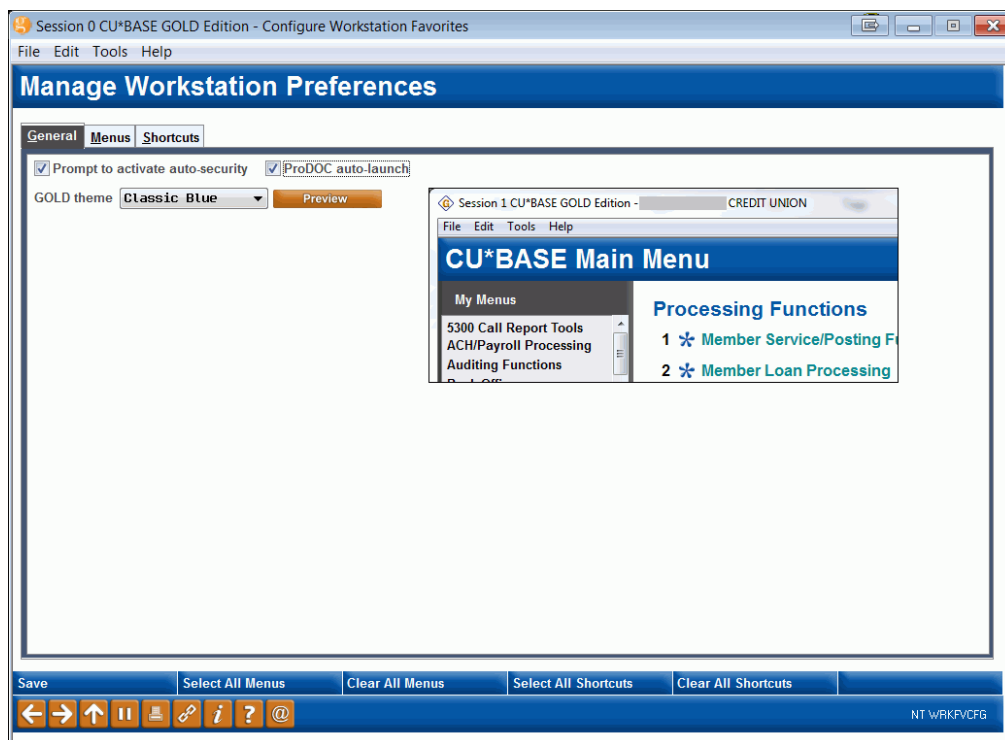 Session 0 CU*BASE GOLD Edition - Configure Workstation Favorites
File Edit Tools Help
Manage Workstation Preferences
General Menus Shortcuts
Prompt to activate auto-security ProDOC auto-launch
GOLD theme Classic Blue Preview
Session 1 CU*BASE GOLD Edition - CREDIT UNION
File Edit Tools Help
CU*BASE Main Menu
My Menus
5300 Call Report Tools
ACH/Payroll Processing
Auditing Functions
Processing Functions
1 Member Service/Posting
2 Member Loan Processing
Save Select All Menus Clear All Menus Select All Shortcuts Clear All Shortcuts
i ? @
NT WRKFVCFG